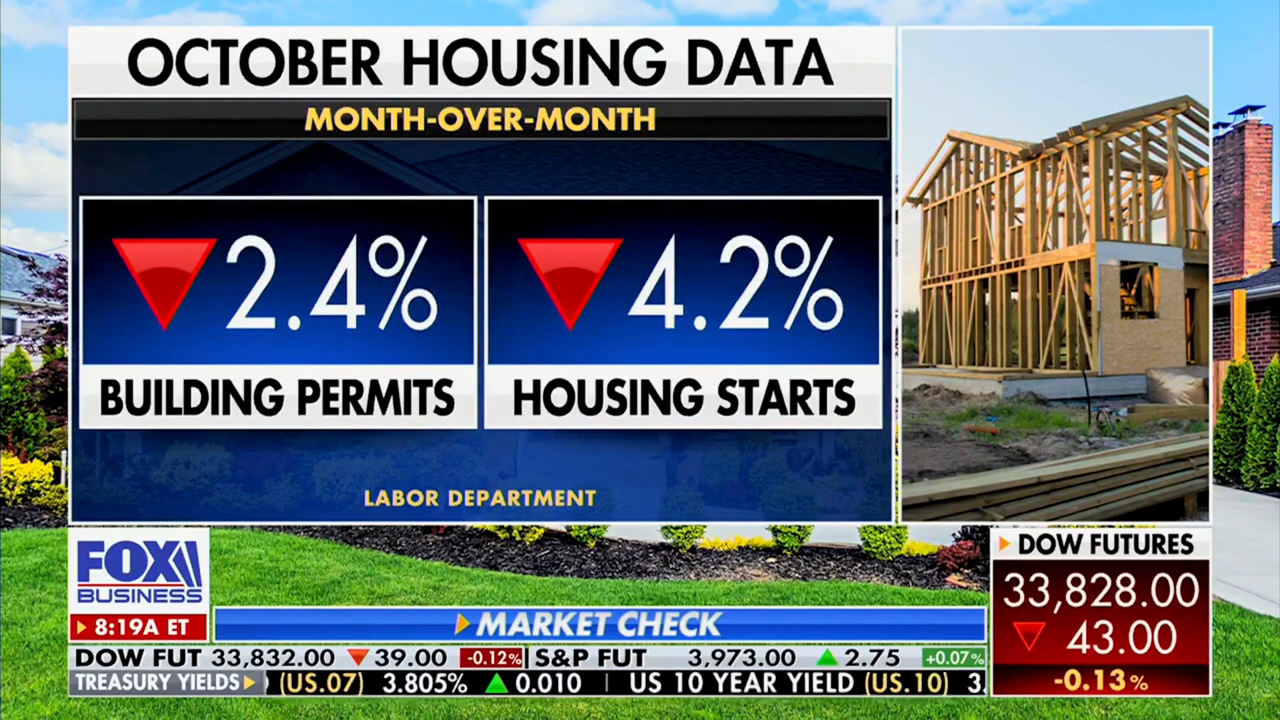 OCTOBER HOUSING DATA
MONTH-OVER-MONTH
2.4%
BUILDING PERMITS
4.2%
HOUSING STARTS
LABOR DEPARTMENT
FOX
BUSINESS
8:19A ET
MARKET CHECK
DOW FUTURES
33,828.00
43.00
-0.13%
DOW FUT 33,832.00 39.00 -0.12% S&P FUT 3,973.00 2.75 +0.07%
TREASURY YIELDS (US.07) 3.805% 0.010 | US 10 YEAR YIELD (US.10) 3.